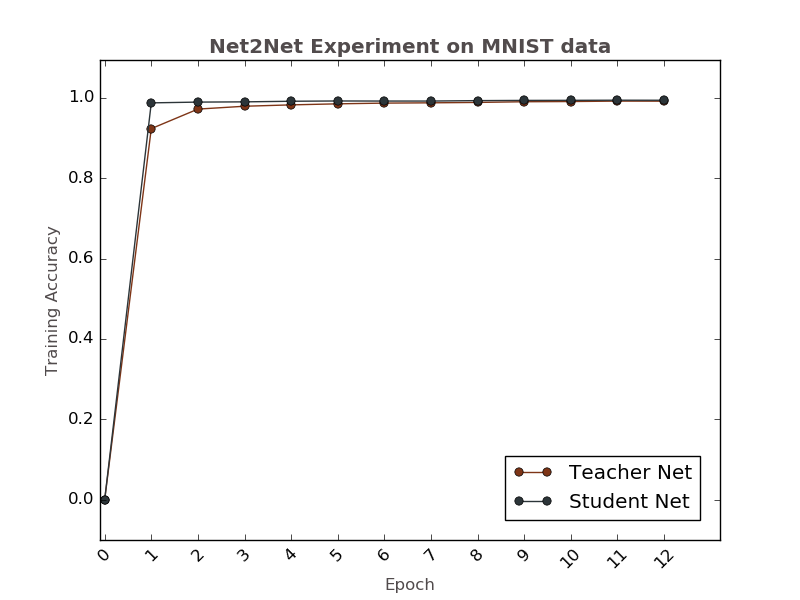 Net2Net Experiment on MNIST data
1.0
0.8
0.6
0.4
0.2
0.0
Training Accuracy
Teacher Net
Student Net
0 1 2 3 4 5 6 7 8 9 10 11 12
Epoch